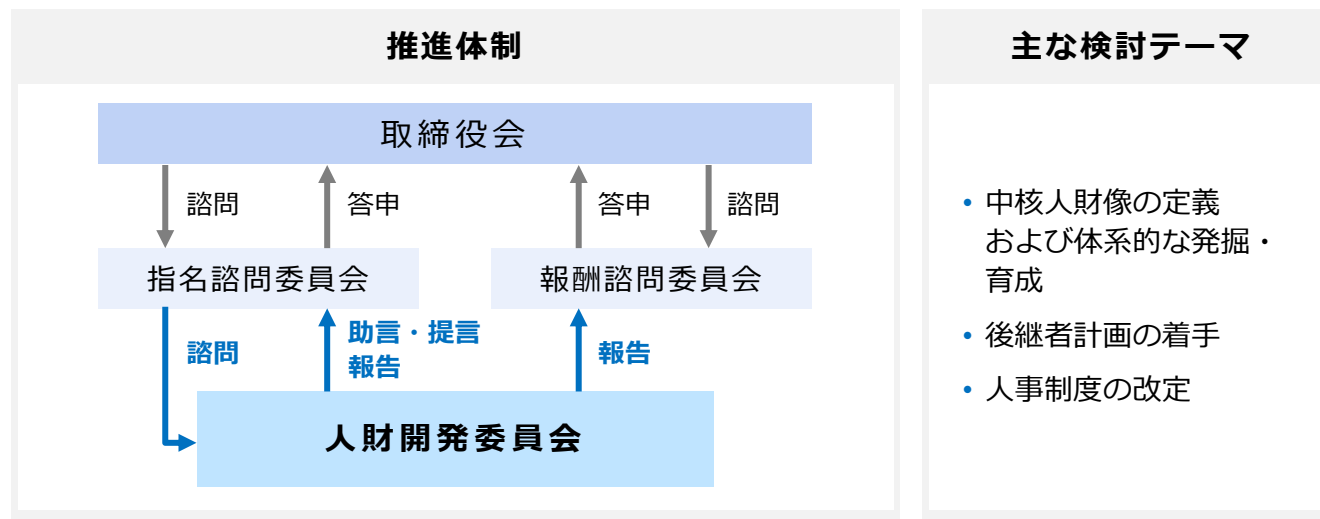 推進体制
取締役会
諮問
答申
答申
諮問
指名諮問委員会
報酬諮問委員会
諮問
助言・提言
報告
報告
人財開発委員会
主な検討テーマ
• 中核人財像の定義
および体系的な発掘・
育成
• 後継者計画の着手
• 人事制度の改定